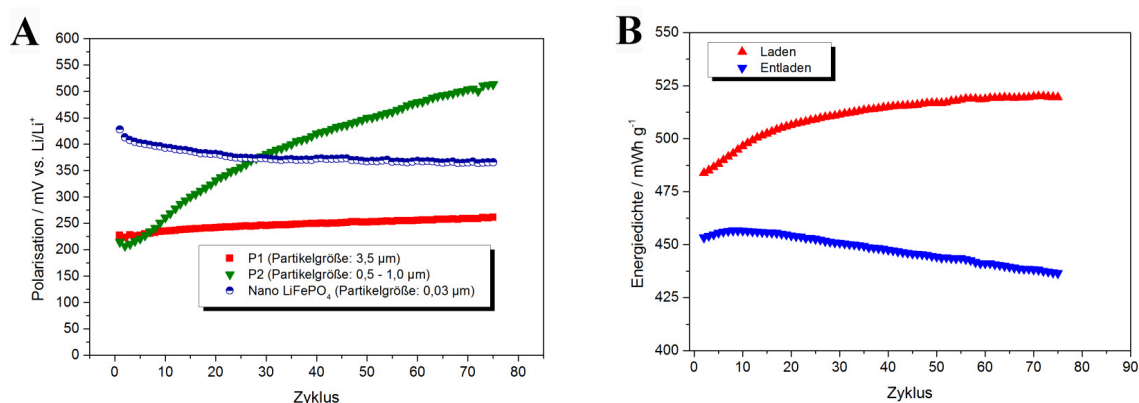 A
Polarisation / mV vs. Li/Li⁺
600
550
500
450
400
350
300
250
200
150
100
50
0
P1 (Partikelgröße: 3,5 µm)
P2 (Partikelgröße: 0,5 - 1,0 µm)
Nano LiFePO₄ (Partikelgröße: 0,03 µm)
0 10 20 30 40 50 60 70 80
Zyklus
B
Energiedichte / mWh g⁻¹
550
525
500
475
450
425
400
Laden
Entladen
0 10 20 30 40 50 60 70 80 90
Zyklus